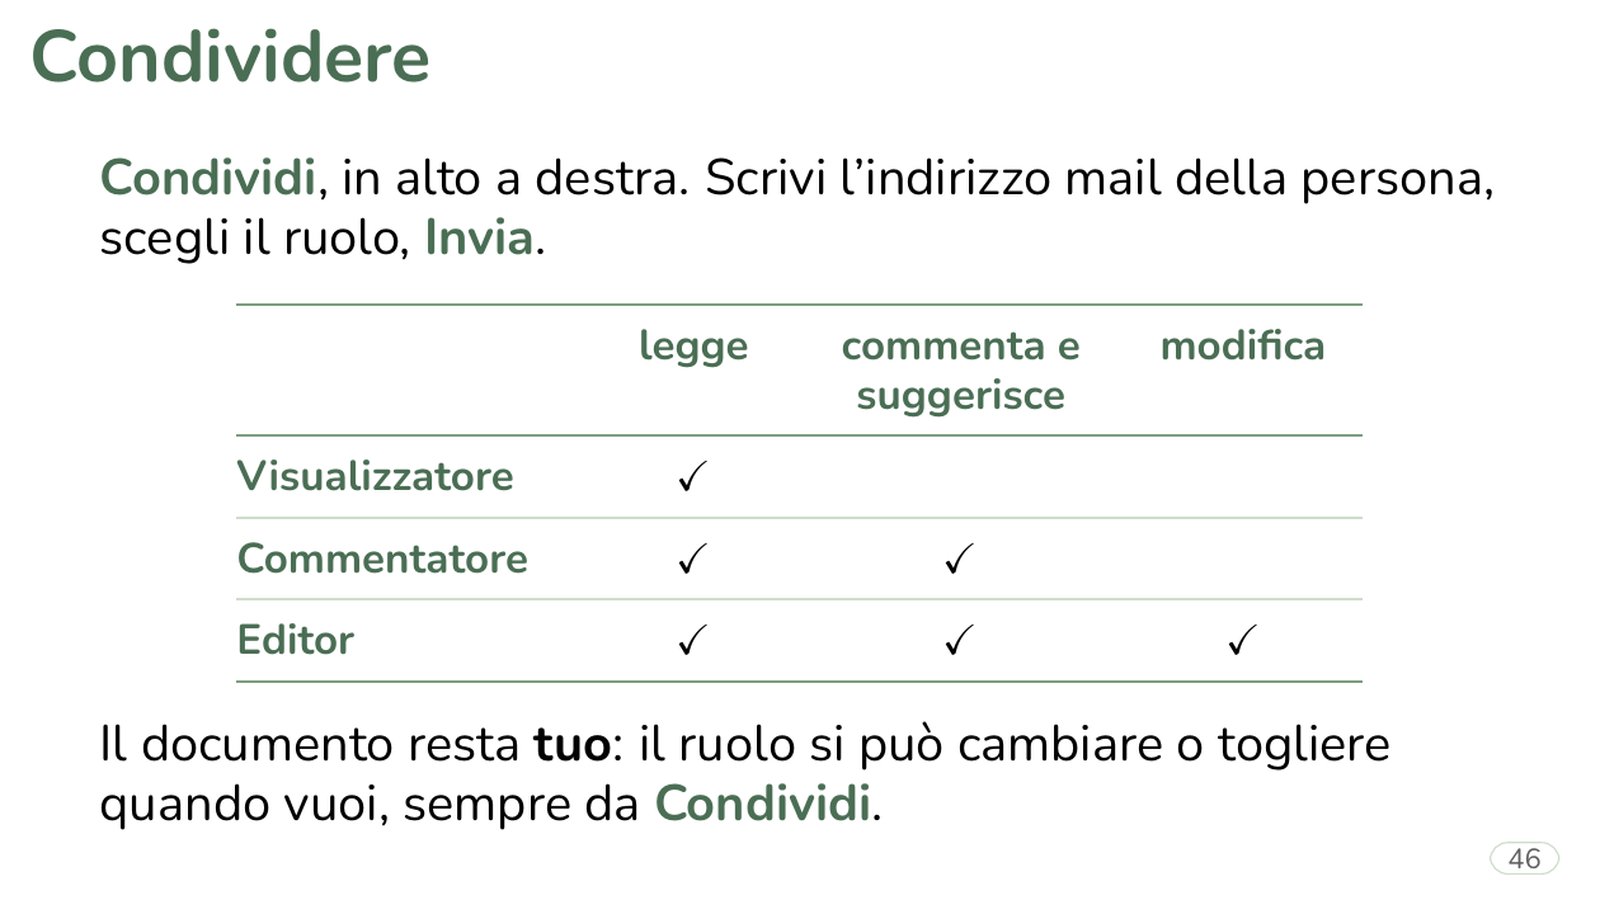 Condividere
Condividi, in alto a destra. Scrivi l’indirizzo mail della persona,
scegli il ruolo, Invia.
legge commenta e modifica
suggerisce
Visualizzatore ✓
Commentatore ✓ ✓
Editor ✓ ✓ ✓
Il documento resta tuo: il ruolo si può cambiare o togliere
quando vuoi, sempre da Condividi.
46